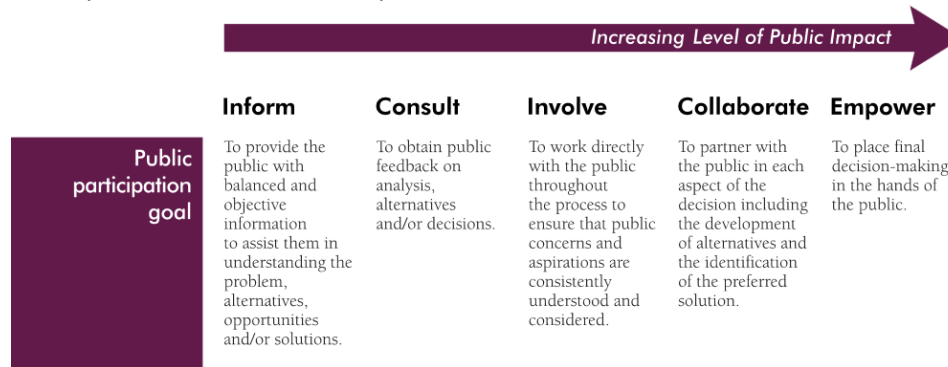 Increasing Level of Public Impact
Inform
Consult
Involve
Collaborate
Empower
Public
participation
goal
To provide the
public with
balanced and
objective
information
to assist them in
understanding the
problem,
alternatives,
opportunities
and/or solutions.
To obtain public
feedback on
analysis,
alternatives
and/or decisions.
To work directly
with the public
throughout
the process to
ensure that public
concerns and
aspirations are
consistently
understood and
considered.
To partner with
the public in each
aspect of the
decision including
the development
of alternatives and
the identification
of the preferred
solution.
To place final
decision-making
in the hands of
the public.